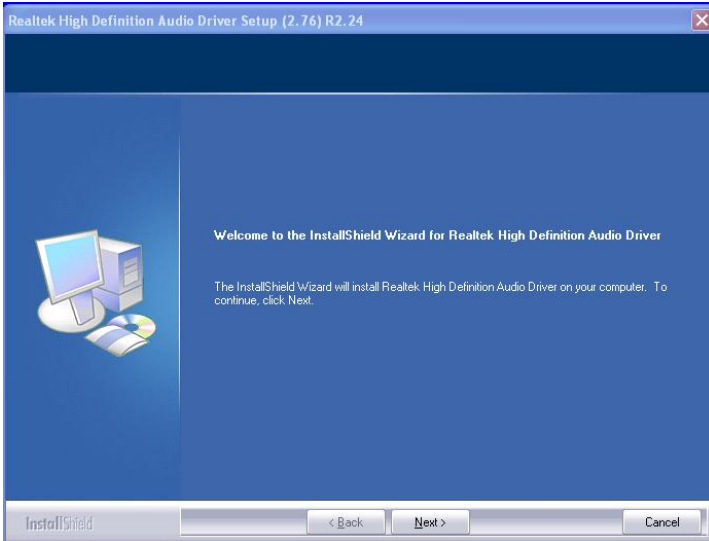 Realtek High Definition Audio Driver Setup (2.76) R2.24
Welcome to the InstallShield Wizard for Realtek High Definition Audio Driver
The InstallShield Wizard will install Realtek High Definition Audio Driver on your computer. To
continue, click Next.
InstallShield
< Back
Next >
Cancel